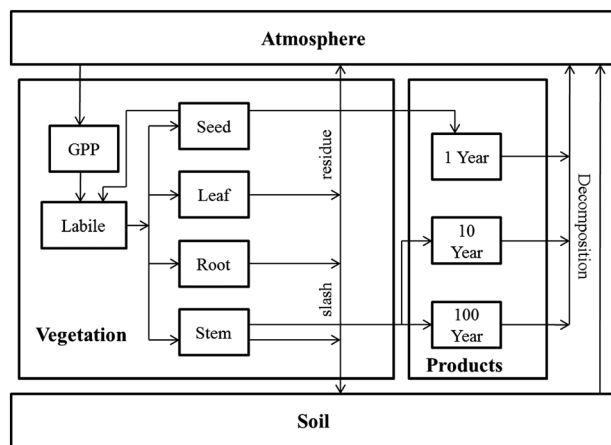 Atmosphere
GPP
Labile
Seed
Leaf
Root
Stem
Vegetation
residue
slash
1 Year
10
Year
100
Year
Products
Decomposition
Soil